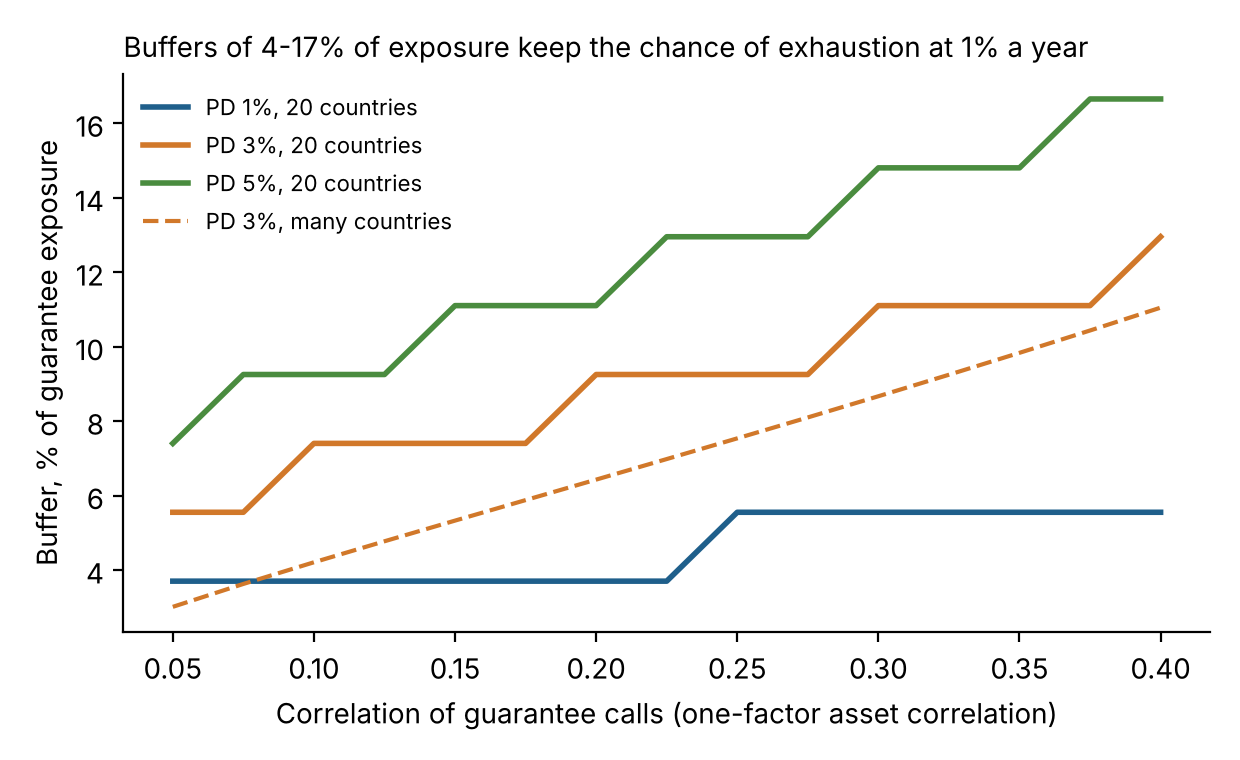 Buffers of 4-17% of exposure keep the chance of exhaustion at 1% a year
PD 1%, 20 countries
PD 3%, 20 countries
PD 5%, 20 countries
PD 3%, many countries
Buffer, % of guarantee exposure
16
14
12
10
8
6
4
0.05 0.10 0.15 0.20 0.25 0.30 0.35 0.40
Correlation of guarantee calls (one-factor asset correlation)